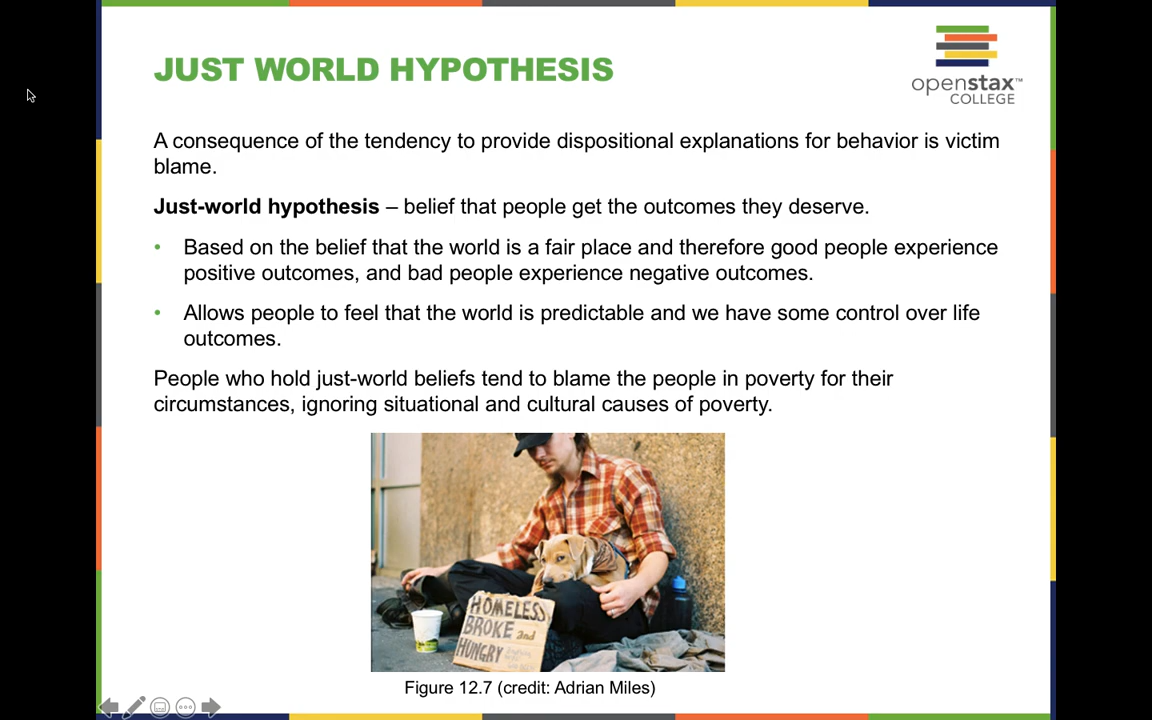 JUST WORLD HYPOTHESIS
openstax™
COLLEGE
A consequence of the tendency to provide dispositional explanations for behavior is victim
blame.
Just-world hypothesis – belief that people get the outcomes they deserve.
• Based on the belief that the world is a fair place and therefore good people experience
positive outcomes, and bad people experience negative outcomes.
• Allows people to feel that the world is predictable and we have some control over life
outcomes.
People who hold just-world beliefs tend to blame the people in poverty for their
circumstances, ignoring situational and cultural causes of poverty.
HOMELESS
BROKE and
HUNGRY
Figure 12.7 (credit: Adrian Miles)